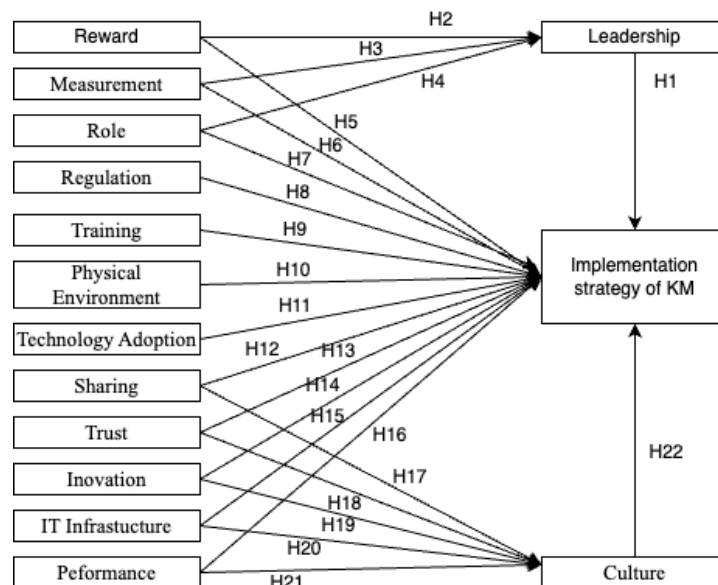 Reward
H2
Leadership
H3
Measurement
H4
H1
Role
H5
H6
H7
Regulation
H8
Training
H9
Physical
Environment
H10
Implementation
strategy of KM
H11
Technology Adoption
H12
H13
Sharing
H14
Trust
H15
H16
H17
H22
Inovation
H18
IT Infrastucture
H19
H20
Peformance
H21
Culture